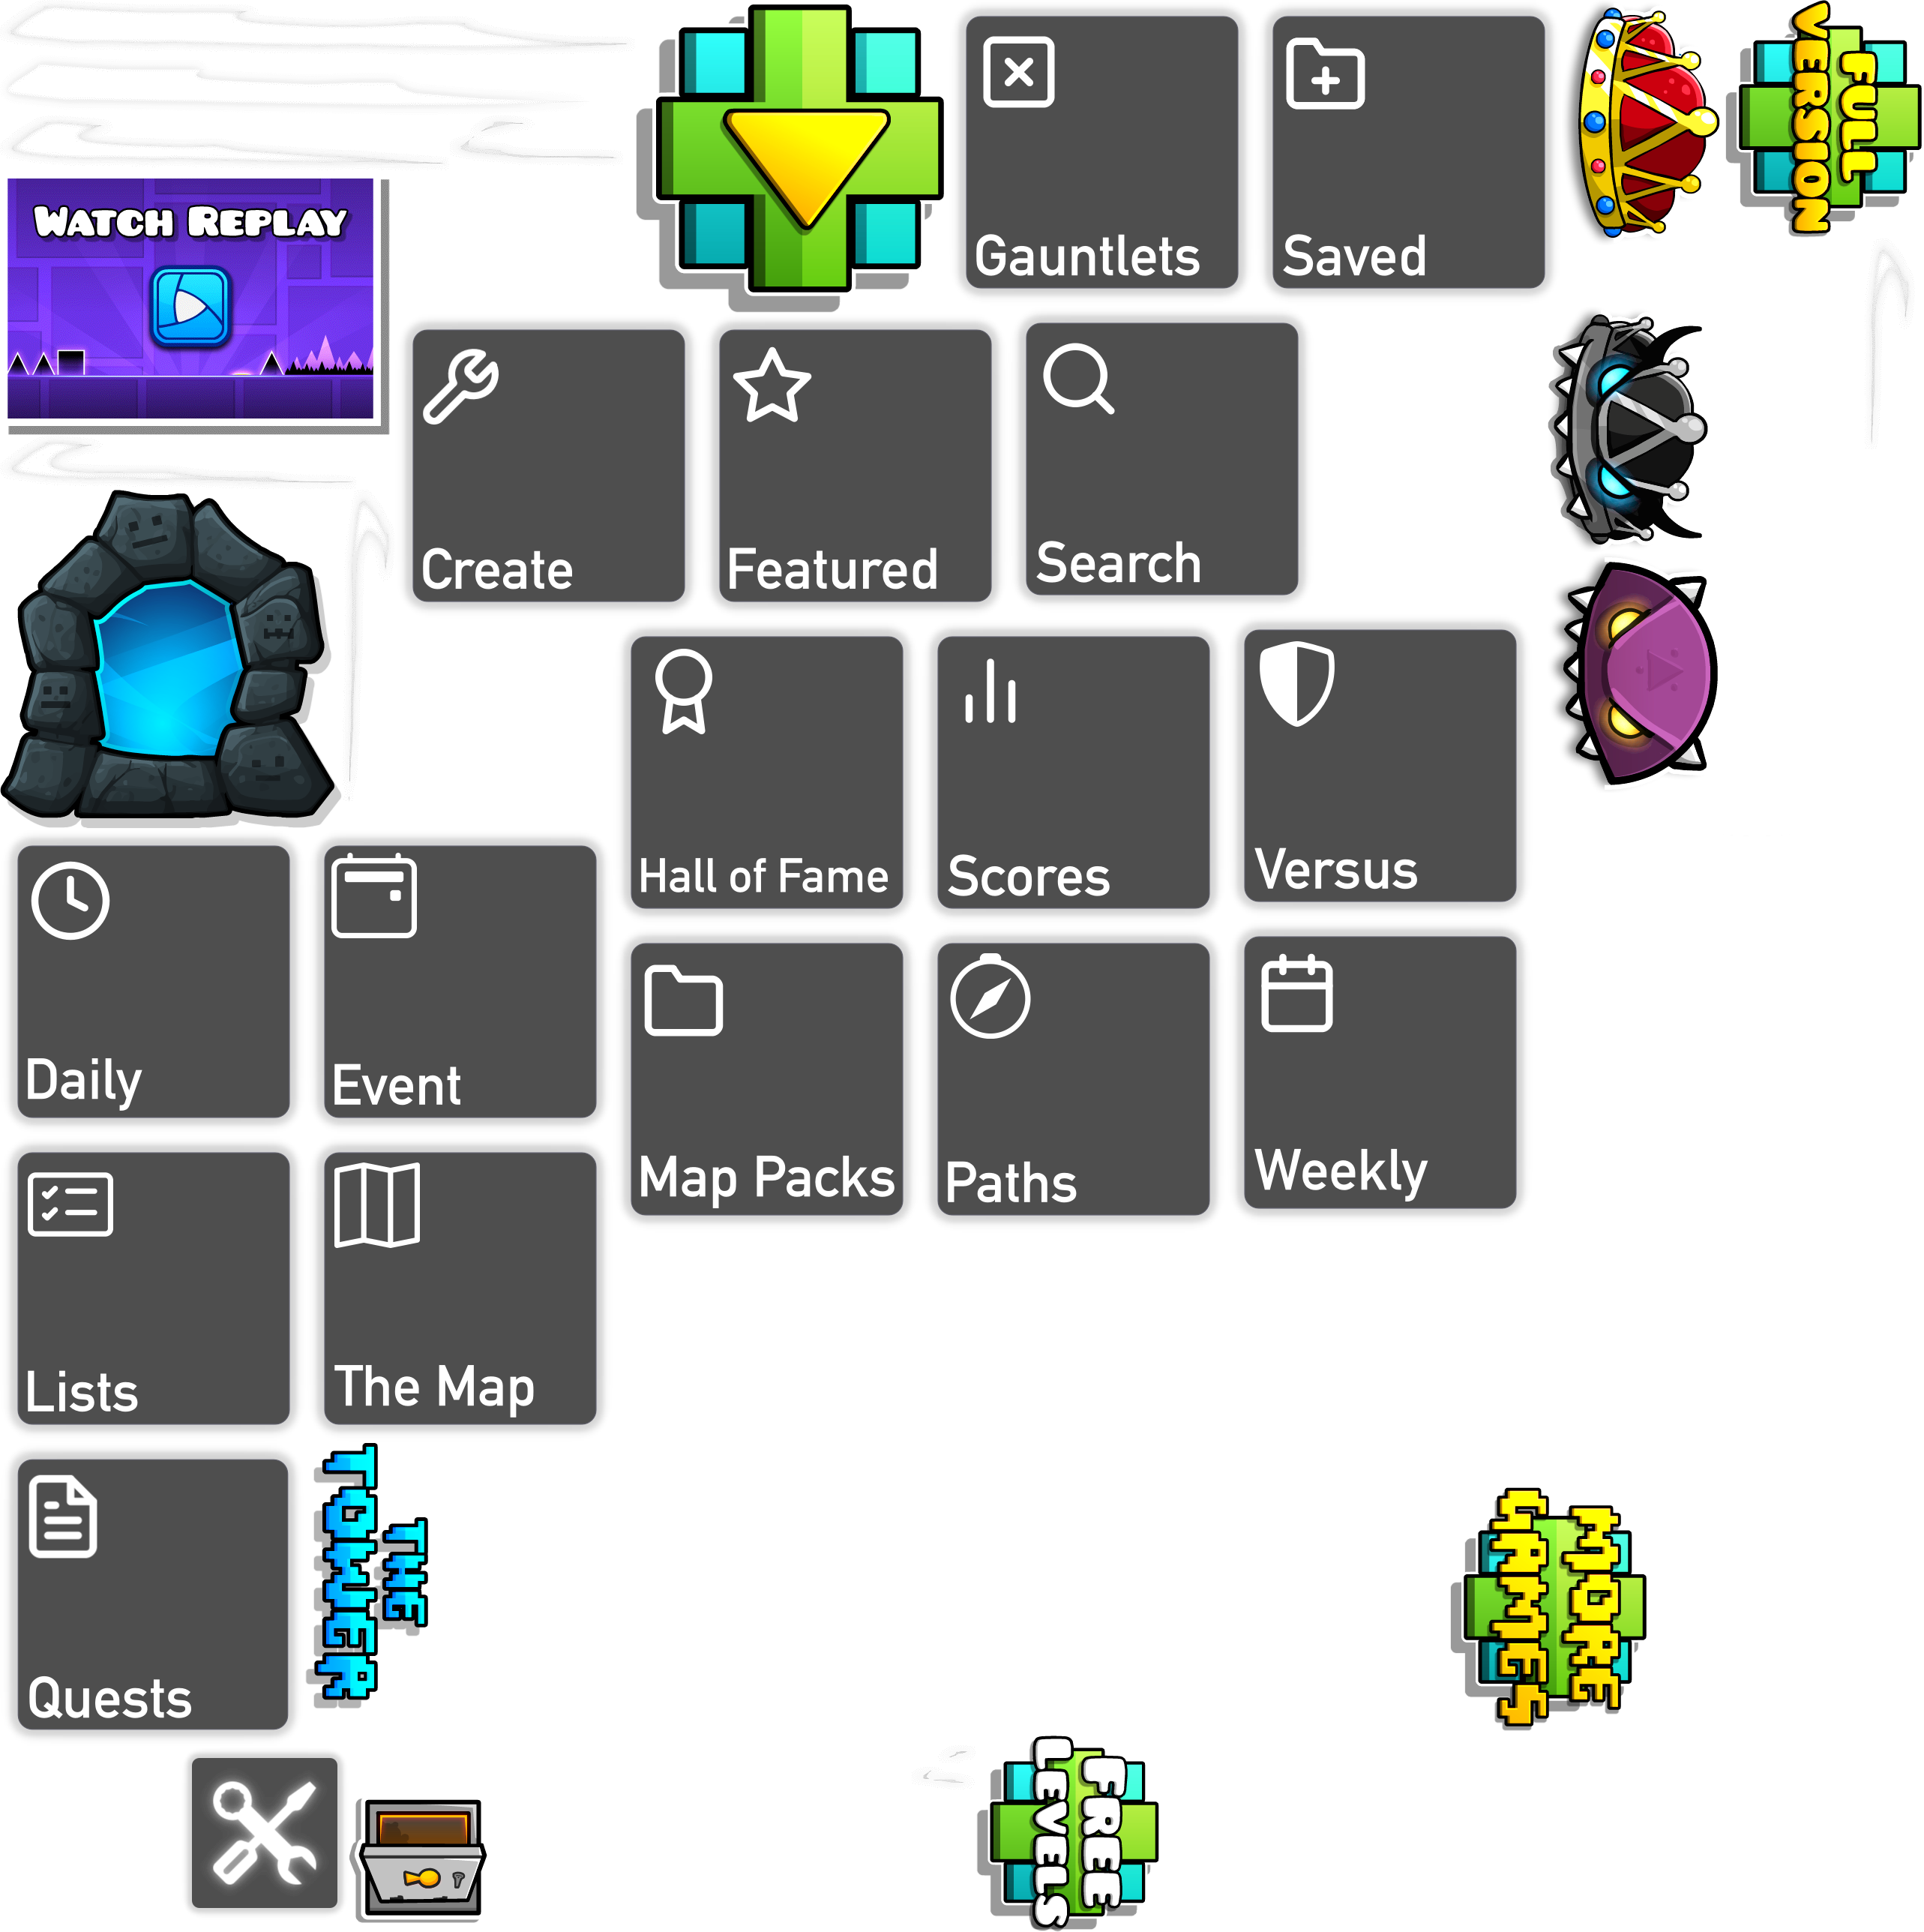 FULL
VERSION
Gauntlets
Saved
WATCH REPLAY
Create
Featured
Search
Hall of Fame
Scores
Versus
Daily
Event
Map Packs
Paths
Weekly
Lists
The Map
THE
TOWER
Quests
MORE
GAMES
FREE
LEVELS